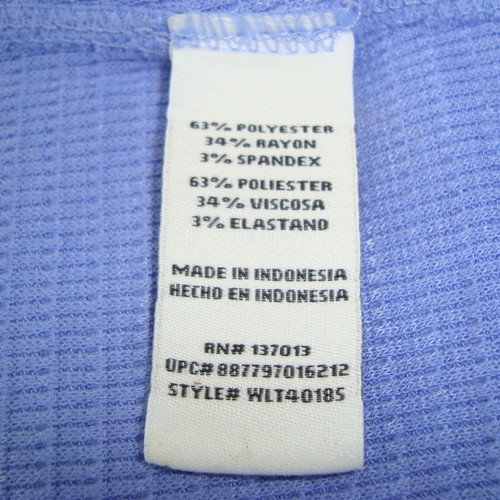 63% POLYESTER
34% RAYON
3% SPANDEX
63% POLIESTER
34% VISCOSA
3% ELASTANO
MADE IN INDONESIA
HECHO EN INDONESIA
RN# 137013
UPC# 887797016212
STYLE# WLT40185